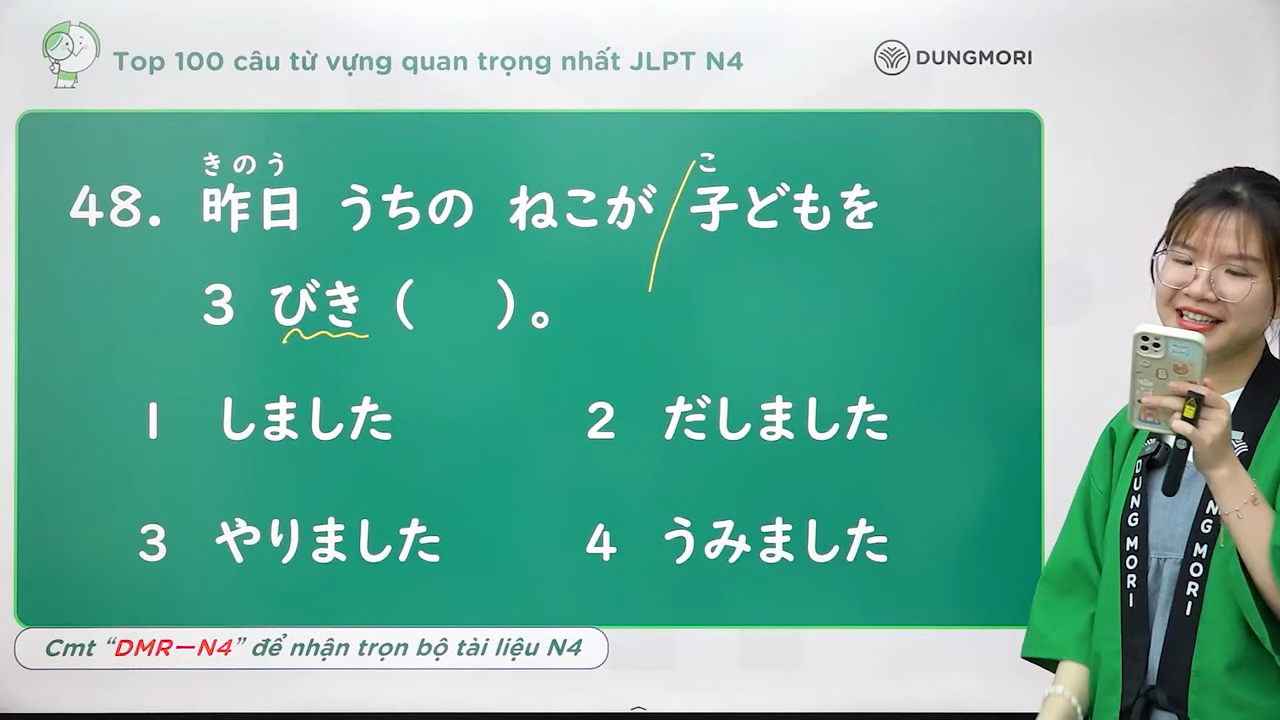 Top 100 câu từ vựng quan trọng nhất JLPT N4
DUNGMORI
きのう
こ
48. 昨日 うちの ねこが 子どもを
3 びき ( )。
1 しました
2 だしました
3 やりました
4 うみました
Cmt “DMR–N4” để nhận trọn bộ tài liệu N4
DUNG MORI
NG MORI